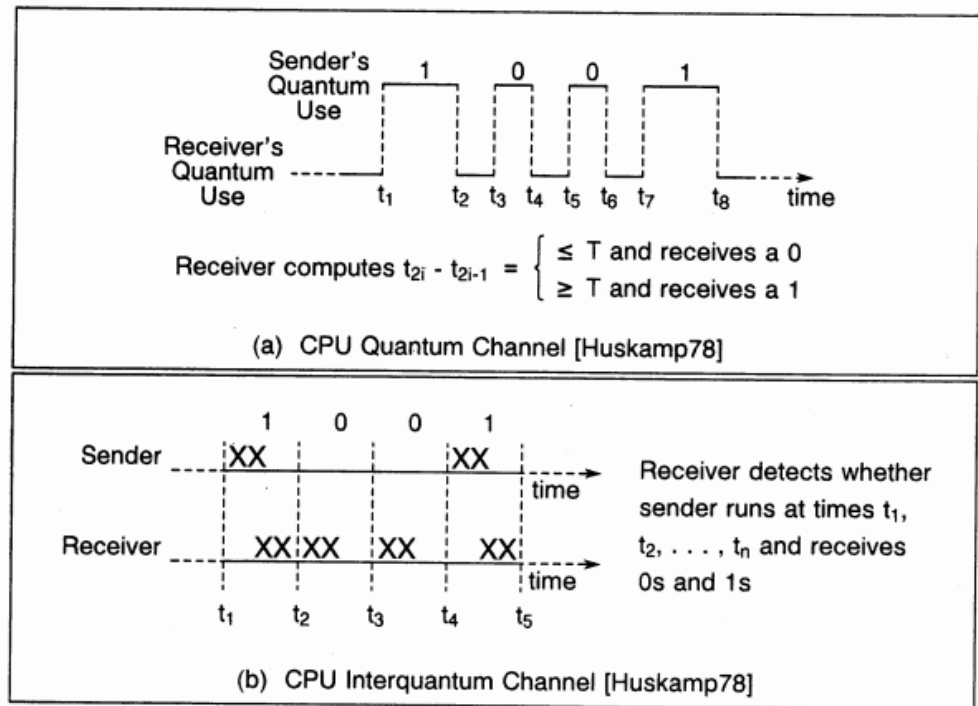 1 0 0 1
Sender's
Quantum
Use
Receiver's
Quantum
Use
t1 t2 t3 t4 t5 t6 t7 t8
time
Receiver computes t2i - t2i-1 = { ≤ T and receives a 0
≥ T and receives a 1
(a) CPU Quantum Channel [Huskamp78]
1 0 0 1
Sender XX XX
time
Receiver XX XX XX XX
time
t1 t2 t3 t4 t5
Receiver detects whether
sender runs at times t1,
t2, . . . , tn and receives
0s and 1s
(b) CPU Interquantum Channel [Huskamp78]